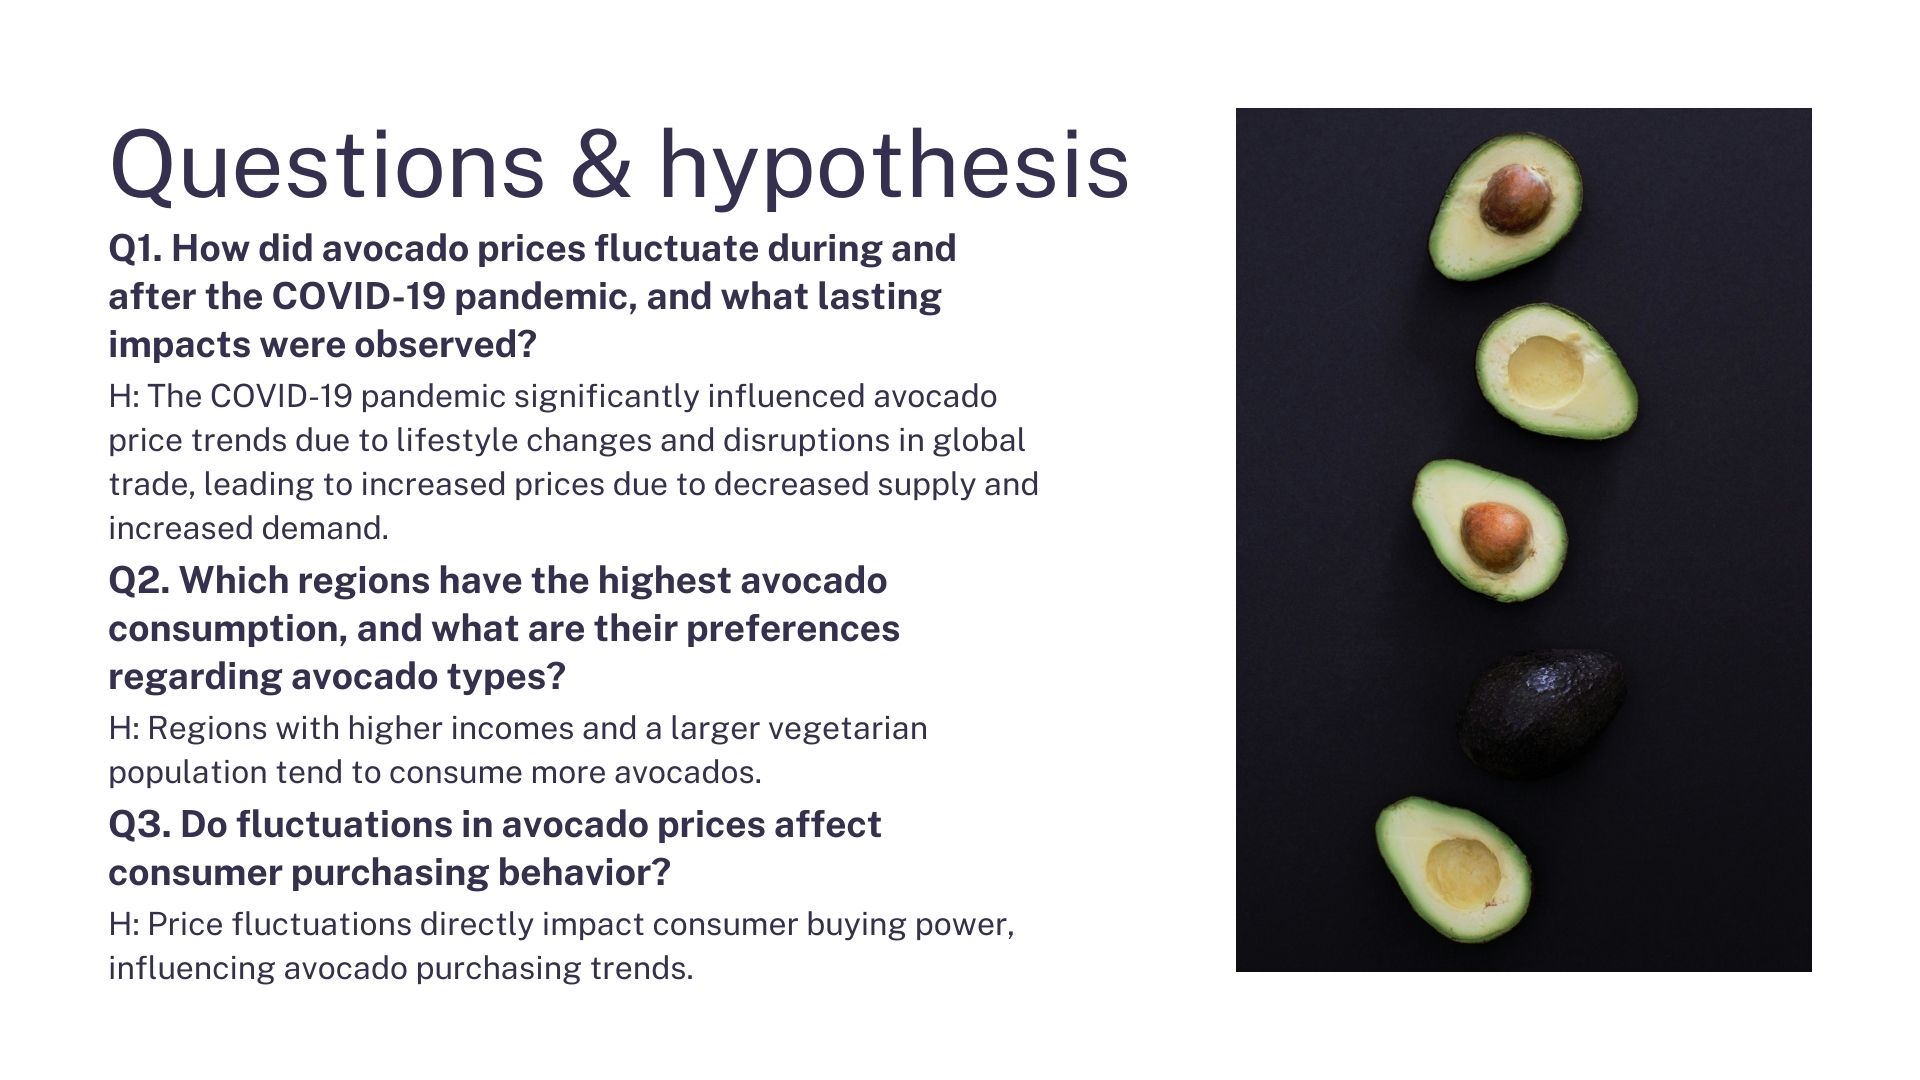 Questions & hypothesis
Q1. How did avocado prices fluctuate during and
after the COVID-19 pandemic, and what lasting
impacts were observed?
H: The COVID-19 pandemic significantly influenced avocado
price trends due to lifestyle changes and disruptions in global
trade, leading to increased prices due to decreased supply and
increased demand.
Q2. Which regions have the highest avocado
consumption, and what are their preferences
regarding avocado types?
H: Regions with higher incomes and a larger vegetarian
population tend to consume more avocados.
Q3. Do fluctuations in avocado prices affect
consumer purchasing behavior?
H: Price fluctuations directly impact consumer buying power,
influencing avocado purchasing trends.